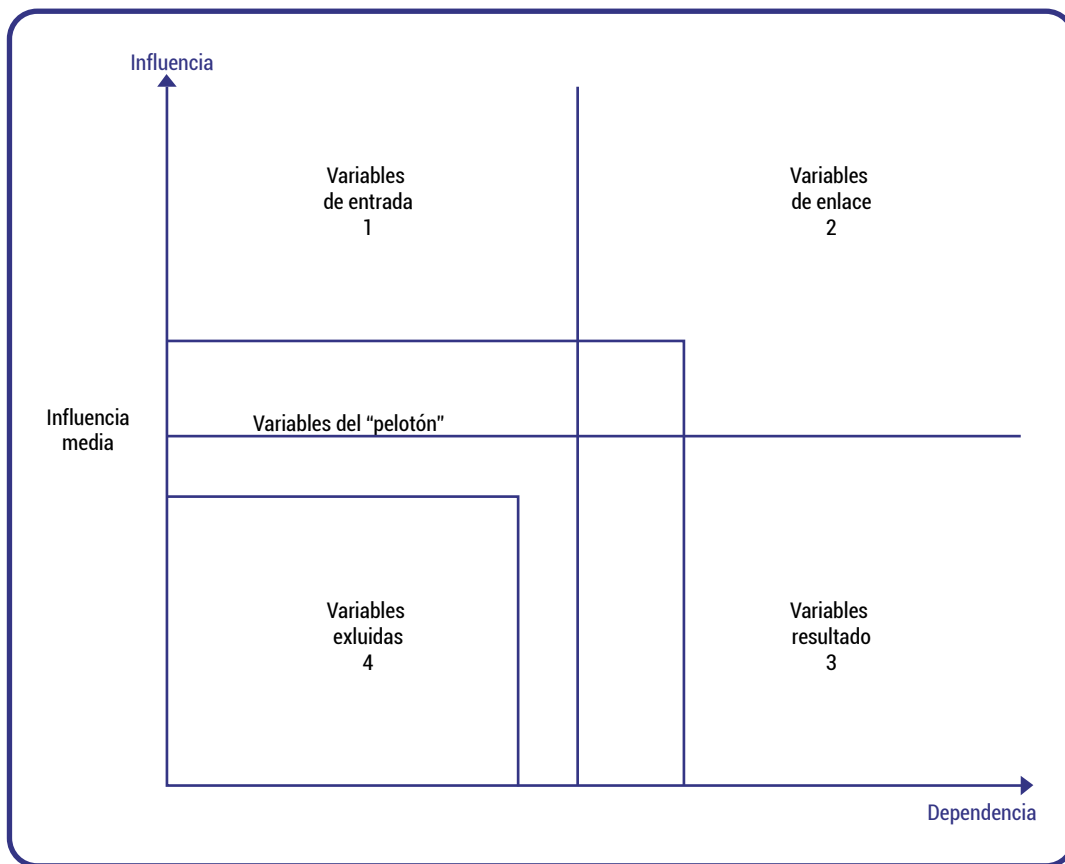 Influencia
Variables
de entrada
1
Variables
de enlace
2
Influencia
media
Variables del “pelotón”
Variables
exluidas
4
Variables
resultado
3
Dependencia